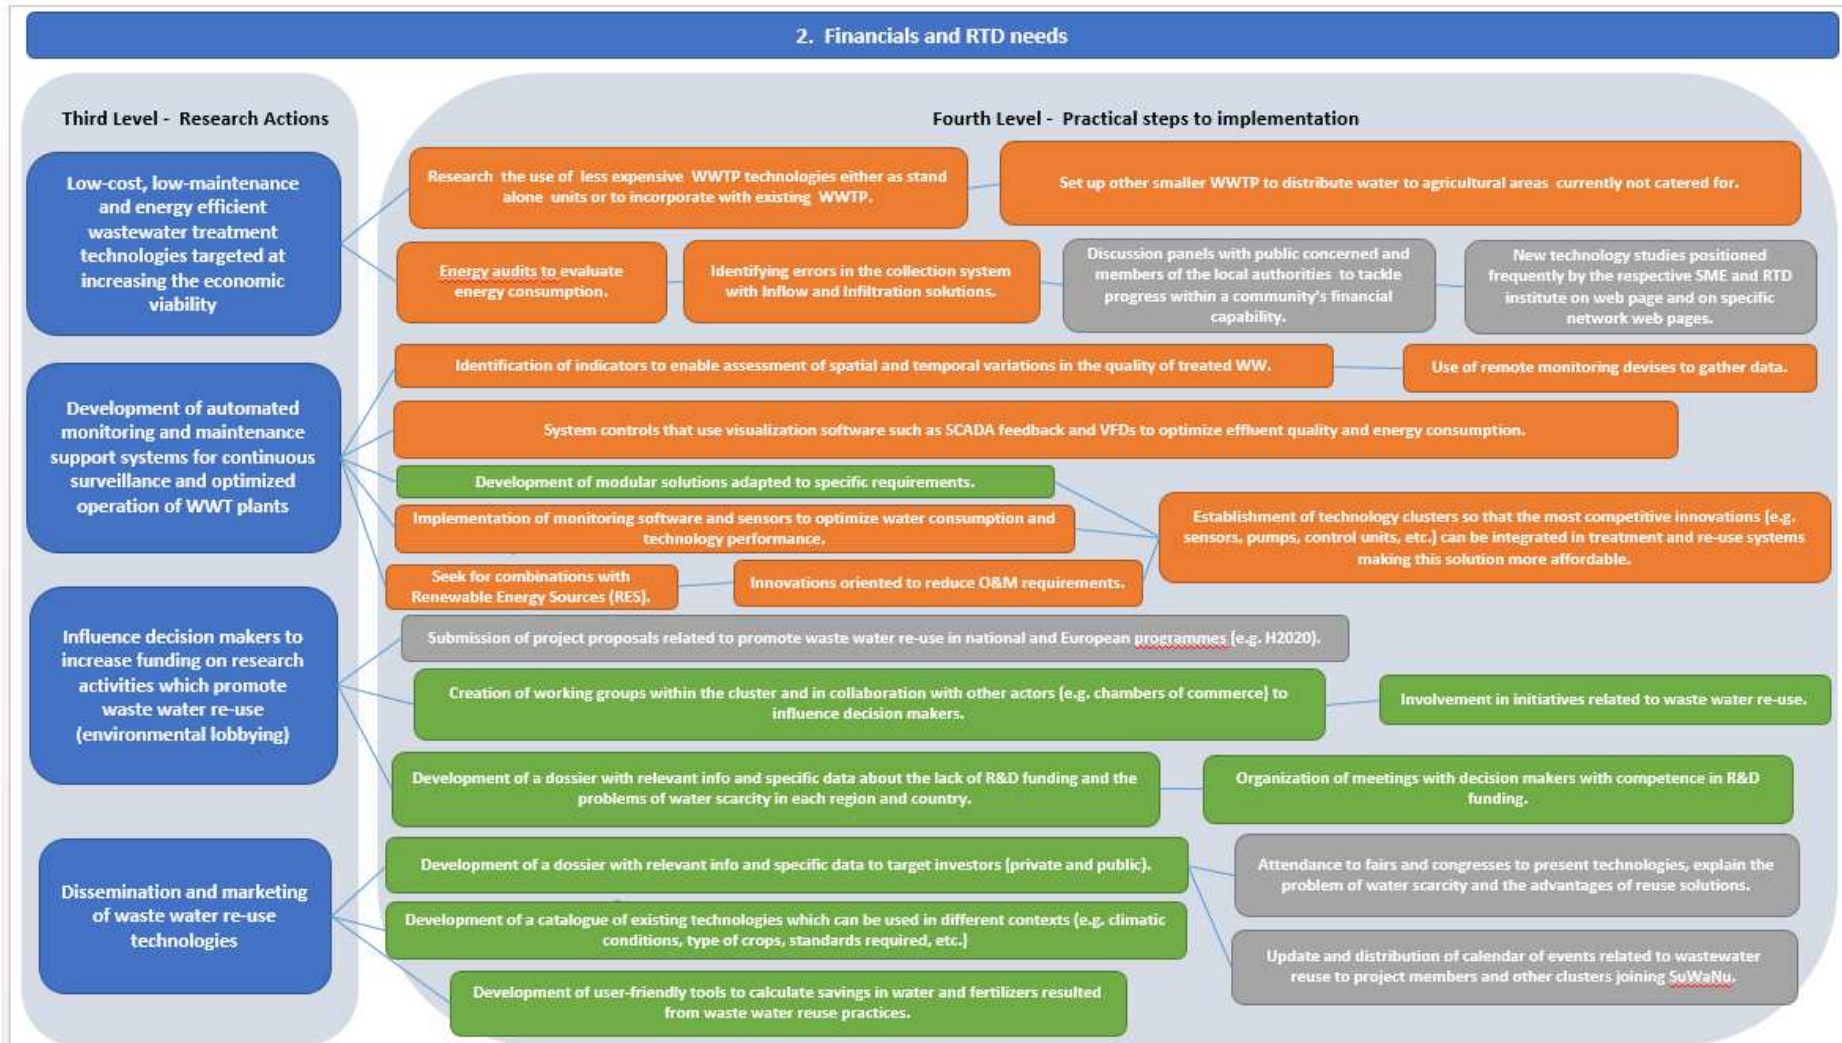 2. Financials and RTD needs
Third Level - Research Actions
Fourth Level - Practical steps to implementation
Low-cost, low-maintenance
and energy efficient
wastewater treatment
technologies targeted at
increasing the economic
viability
Research the use of less expensive WWTP technologies either as stand
alone units or to incorporate with existing WWTP.
Set up other smaller WWTP to distribute water to agricultural areas currently not catered for.
Energy audits to evaluate
energy consumption.
Identifying errors in the collection system
with Inflow and Infiltration solutions.
Discussion panels with public concerned and
members of the local authorities to tackle
progress within a community's financial
capability.
New technology studies positioned
frequently by the respective SME and RTD
institute on web page and on specific
network web pages.
Development of automated
monitoring and maintenance
support systems for continuous
surveillance and optimized
operation of WWT plants
Identification of indicators to enable assessment of spatial and temporal variations in the quality of treated WW.
Use of remote monitoring devises to gather data.
System controls that use visualization software such as SCADA feedback and VFDs to optimize effluent quality and energy consumption.
Development of modular solutions adapted to specific requirements.
Implementation of monitoring software and sensors to optimize water consumption and
technology performance.
Establishment of technology clusters so that the most competitive innovations (e.g.
sensors, pumps, control units, etc.) can be integrated in treatment and re-use systems
making this solution more affordable.
Seek for combinations with
Renewable Energy Sources (RES).
Innovations oriented to reduce O&M requirements.
Influence decision makers to
increase funding on research
activities which promote
waste water re-use
(environmental lobbying)
Submission of project proposals related to promote waste water re-use in national and European programmes (e.g. H2020).
Creation of working groups within the cluster and in collaboration with other actors (e.g. chambers of commerce) to
influence decision makers.
Involvement in initiatives related to waste water re-use.
Development of a dossier with relevant info and specific data about the lack of R&D funding and the
problems of water scarcity in each region and country.
Organization of meetings with decision makers with competence in R&D
funding.
Dissemination and marketing
of waste water re-use
technologies
Development of a dossier with relevant info and specific data to target investors (private and public).
Attendance to fairs and congresses to present technologies, explain the
problem of water scarcity and the advantages of reuse solutions.
Development of a catalogue of existing technologies which can be used in different contexts (e.g. climatic
conditions, type of crops, standards required, etc.)
Update and distribution of calendar of events related to wastewater
reuse to project members and other clusters joining SuWaNu.
Development of user-friendly tools to calculate savings in water and fertilizers resulted
from waste water reuse practices.